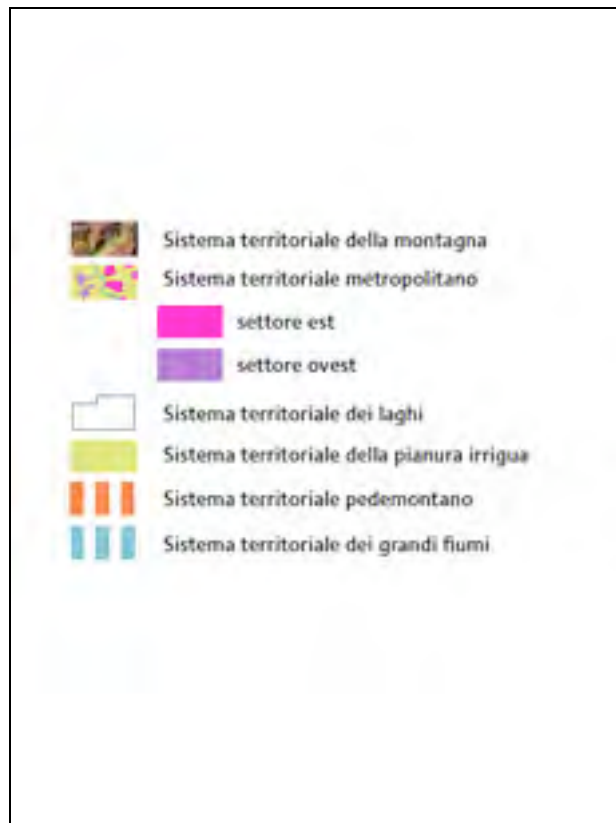 Sistema territoriale della montagna
Sistema territoriale metropolitano
settore est
settore ovest
Sistema territoriale dei laghi
Sistema territoriale della pianura irrigua
Sistema territoriale pedemontano
Sistema territoriale dei grandi fiumi